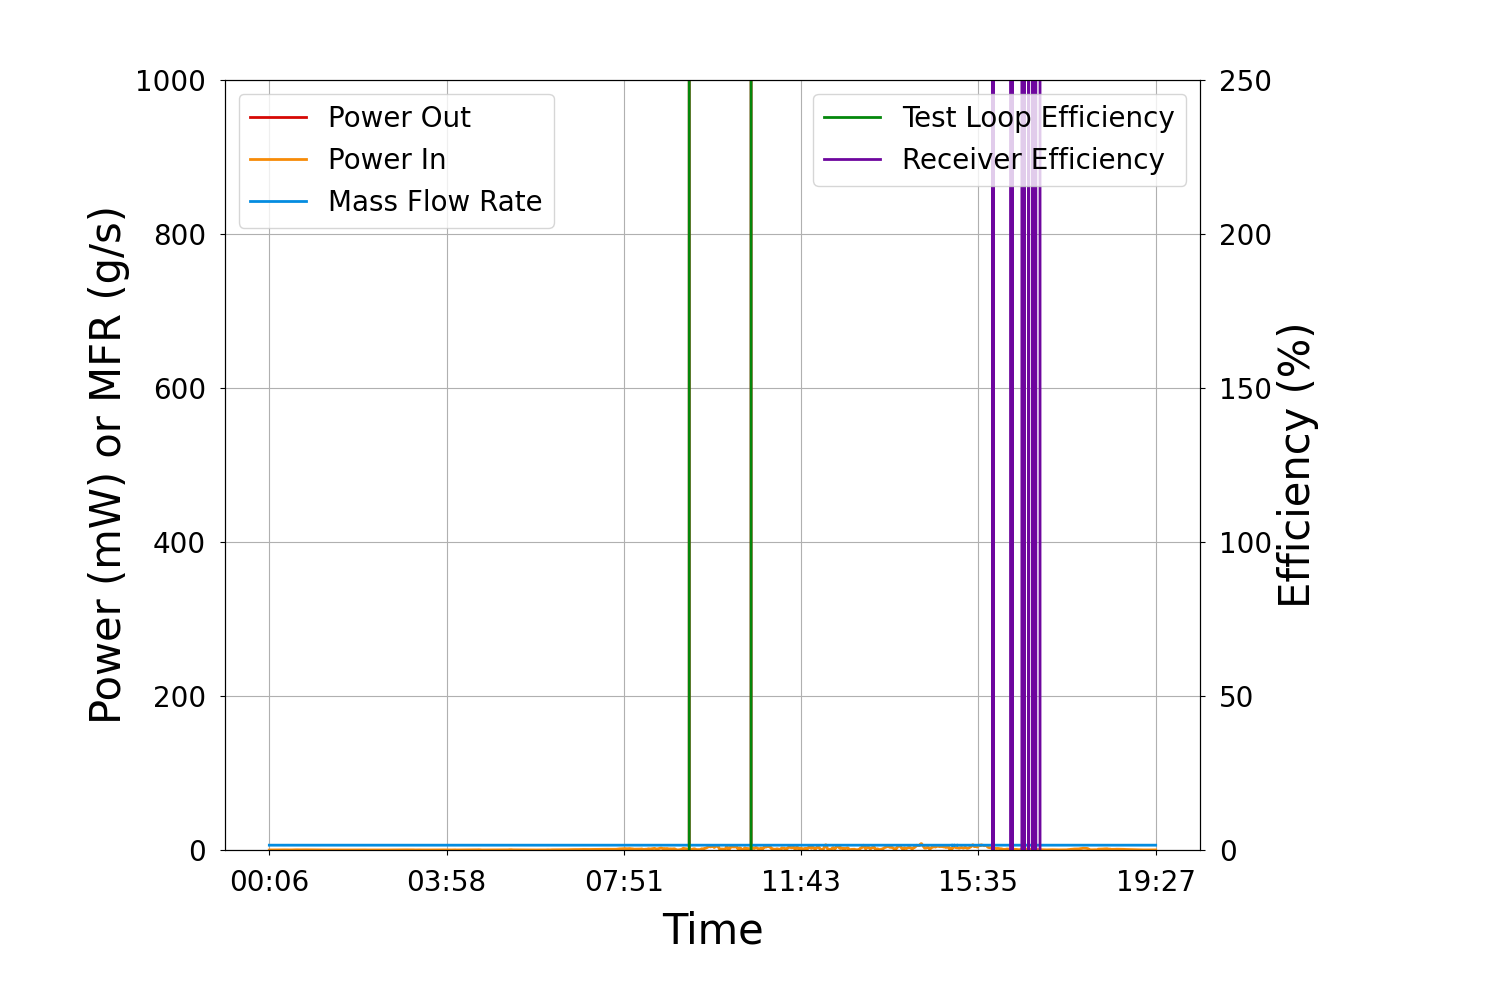 1000
800
600
400
200
0
Power (mW) or MFR (g/s)
Power Out
Power In
Mass Flow Rate
Test Loop Efficiency
Receiver Efficiency
250
200
150
100
50
0
Efficiency (%)
00:06 03:58 07:51 11:43 15:35 19:27
Time